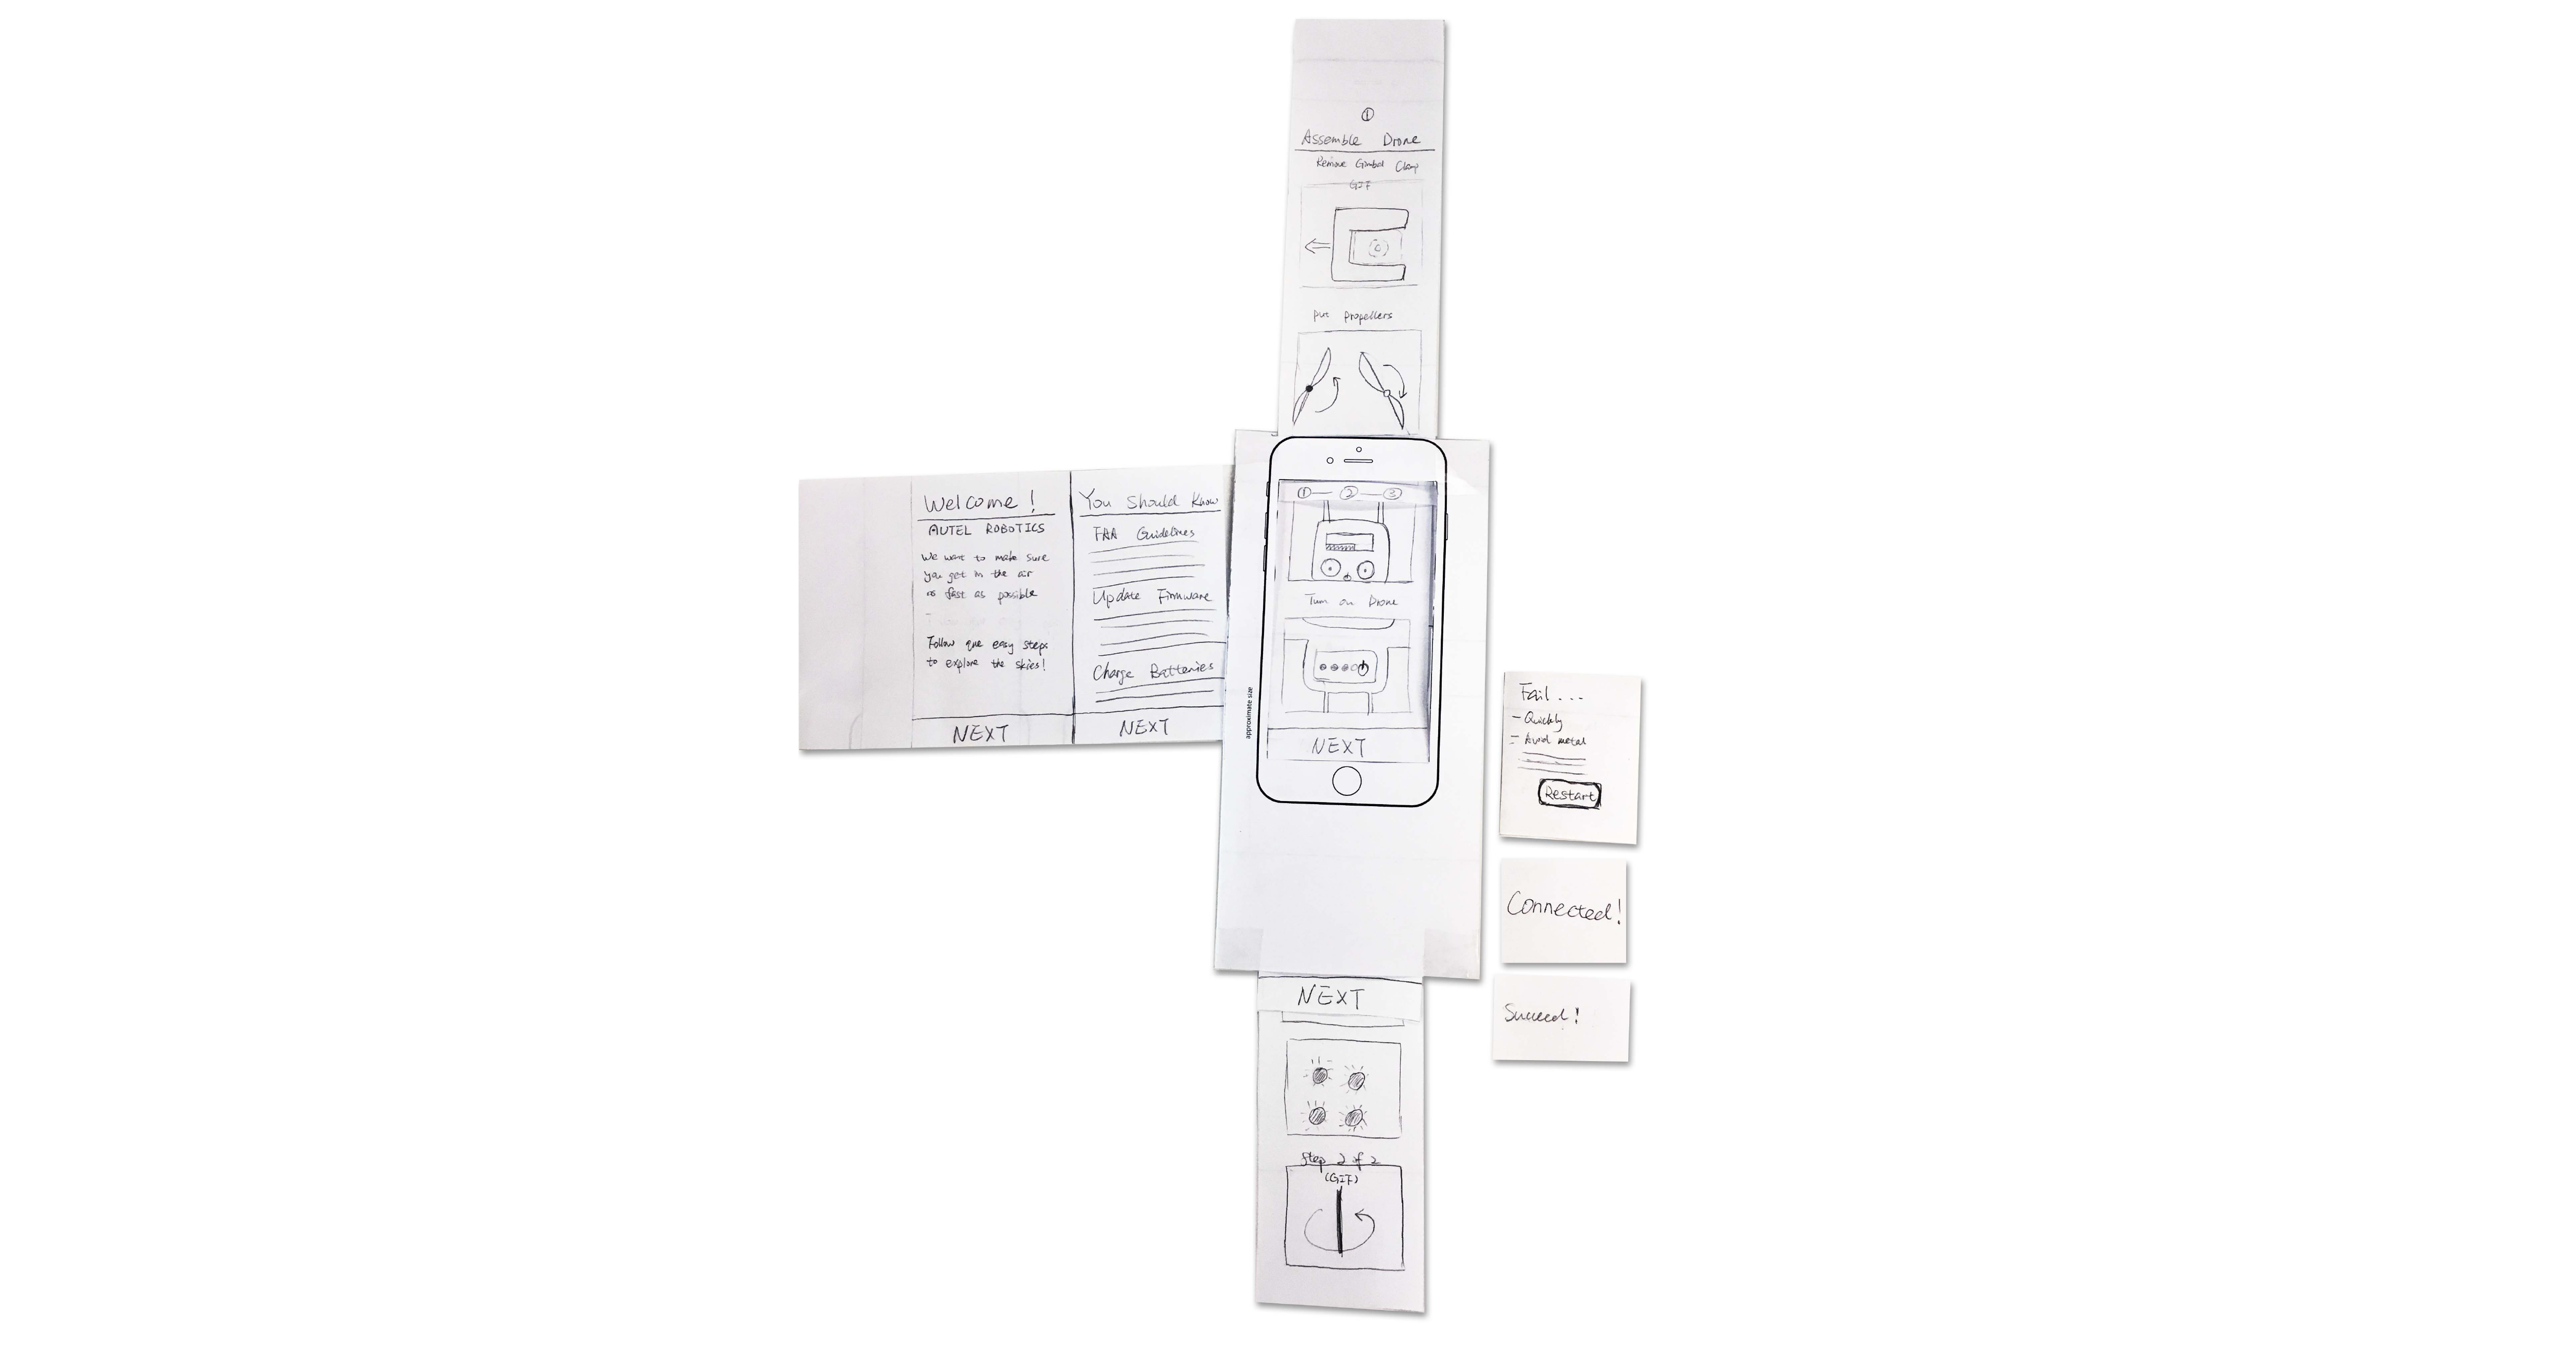 Welcome!
AUTEL ROBOTICS
We want to make sure
you get in the air
as fast as possible
Follow easy steps
to explore the skies!
NEXT
You Should Know
FAA Guidelines
Update Firmware
Charge Batteries
NEXT
①
Assemble Drone
Remove Gimbal Clamp
GIF
put propellers
① ② ③
Turn on Drone
NEXT
approximate size
NEXT
Step 2 of 2
(GIF)
Fail...
- Quickly
- Avoid metal
Restart
Connected!
Succeed!